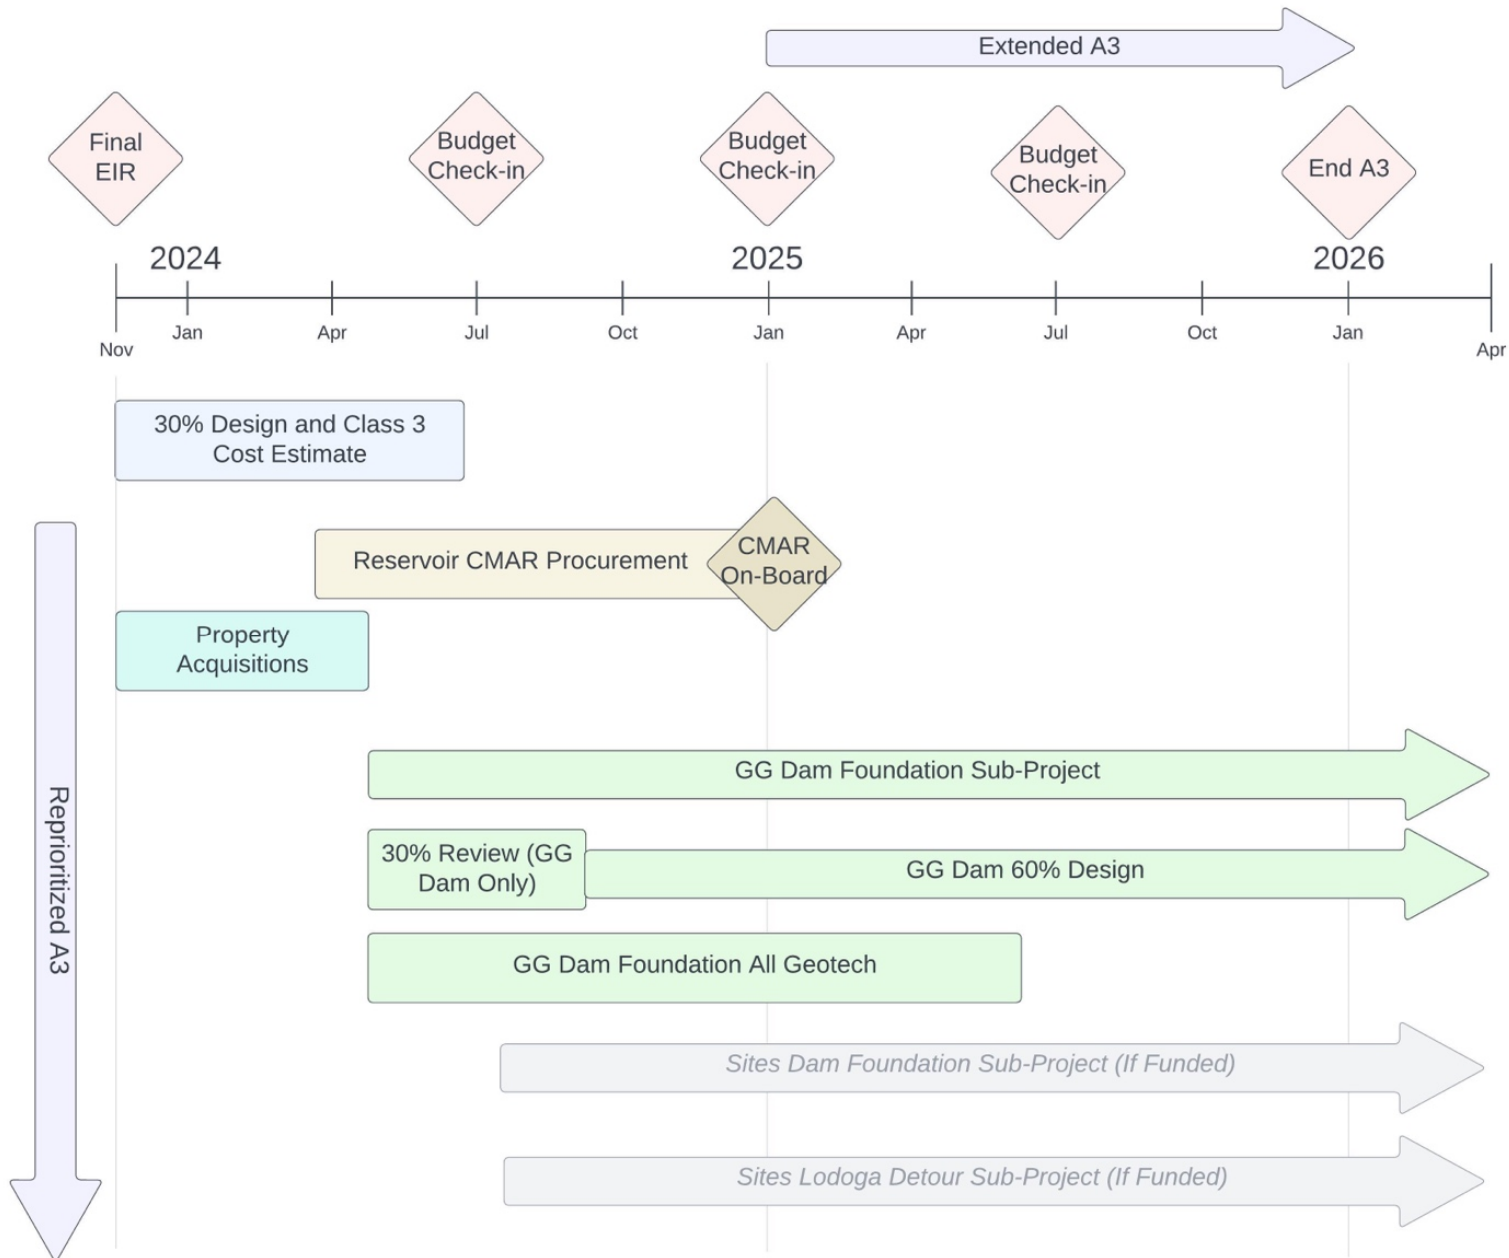 Extended A3
Final
EIR
Budget
Check-in
Budget
Check-in
Budget
Check-in
End A3
2024
2025
2026
Nov
Jan
Apr
Jul
Oct
Jan
Apr
Jul
Oct
Jan
Apr
30% Design and Class 3
Cost Estimate
Reservoir CMAR Procurement
CMAR
On-Board
Property
Acquisitions
Reprioritized A3
GG Dam Foundation Sub-Project
30% Review (GG
Dam Only)
GG Dam 60% Design
GG Dam Foundation All Geotech
Sites Dam Foundation Sub-Project (If Funded)
Sites Lodoga Detour Sub-Project (If Funded)